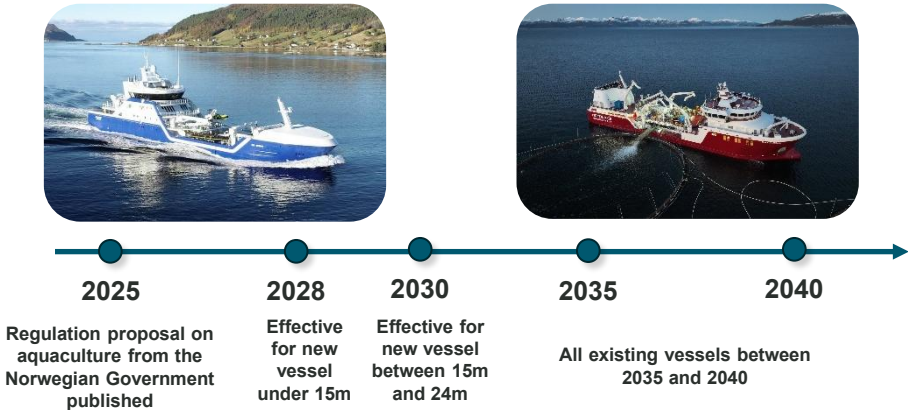 2025
Regulation proposal on
aquaculture from the
Norwegian Government
published
2028
Effective
for new
vessel
under 15m
2030
Effective for
new vessel
between 15m
and 24m
2035
2040
All existing vessels between
2035 and 2040